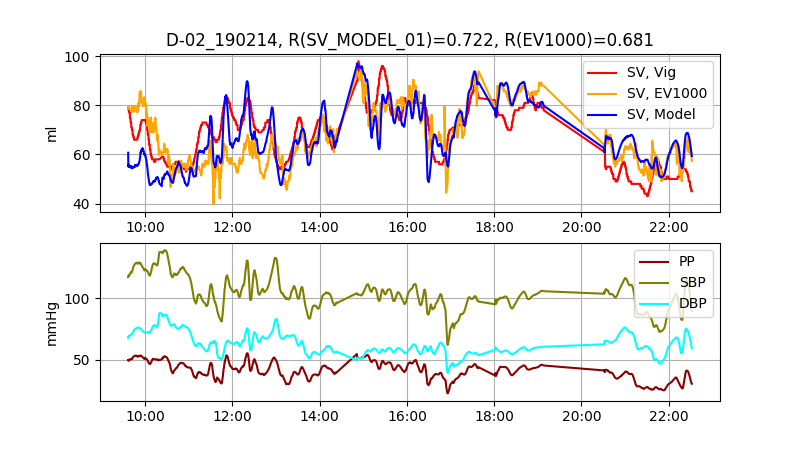 D-02_190214, R(SV_MODEL_01)=0.722, R(EV1000)=0.681
100
80
60
40
ml
SV, Vig
SV, EV1000
SV, Model
10:00 12:00 14:00 16:00 18:00 20:00 22:00
100
50
mmHg
PP
SBP
DBP
10:00 12:00 14:00 16:00 18:00 20:00 22:00